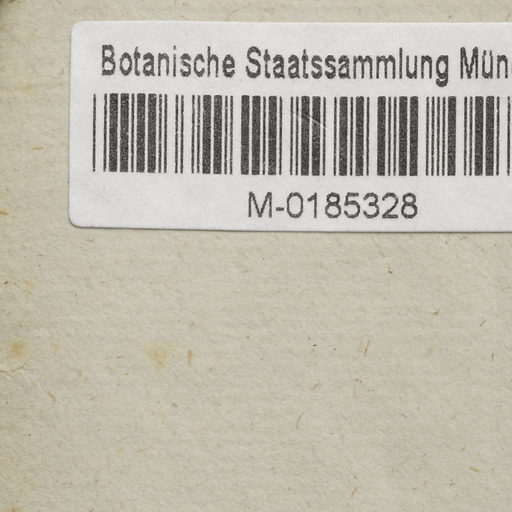 Botanische Staatssammlung Mün
M-0185328